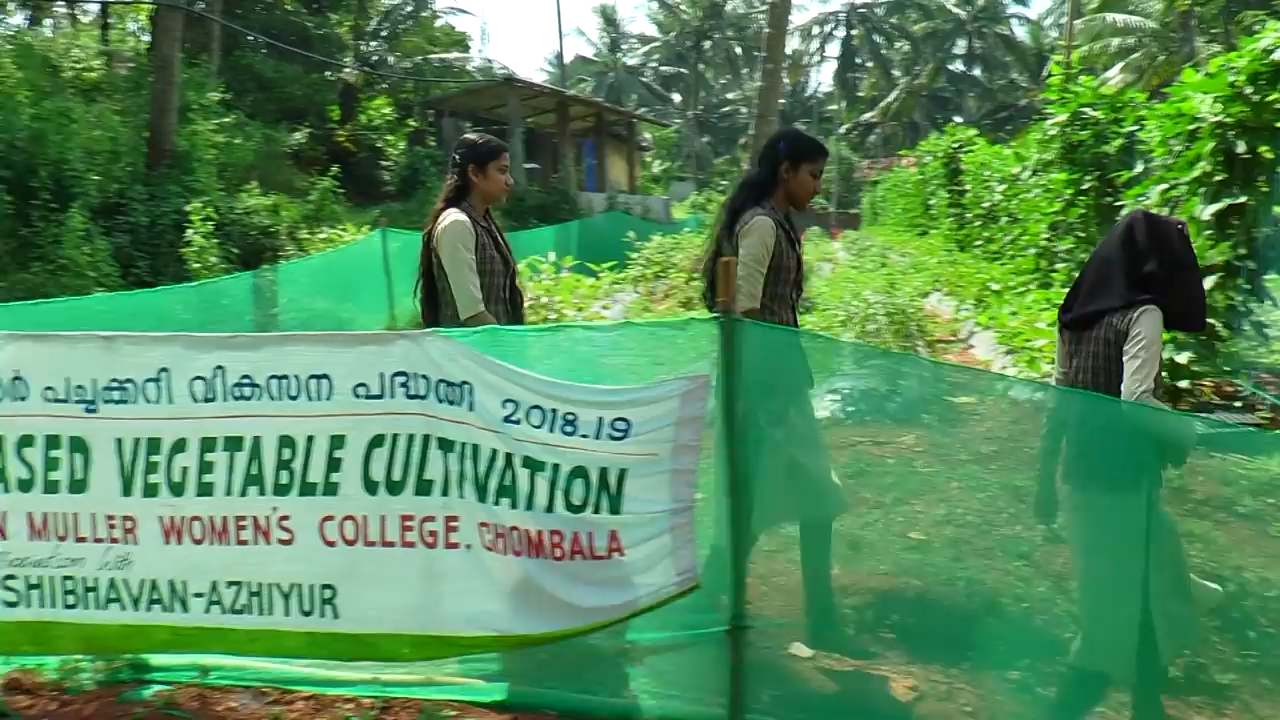 പച്ചക്കറി വികസന പദ്ധതി 2018-19
ASED VEGETABLE CULTIVATION
N MULLER WOMEN'S COLLEGE. CHOMBALA
SHIBHAVAN-AZHIYUR